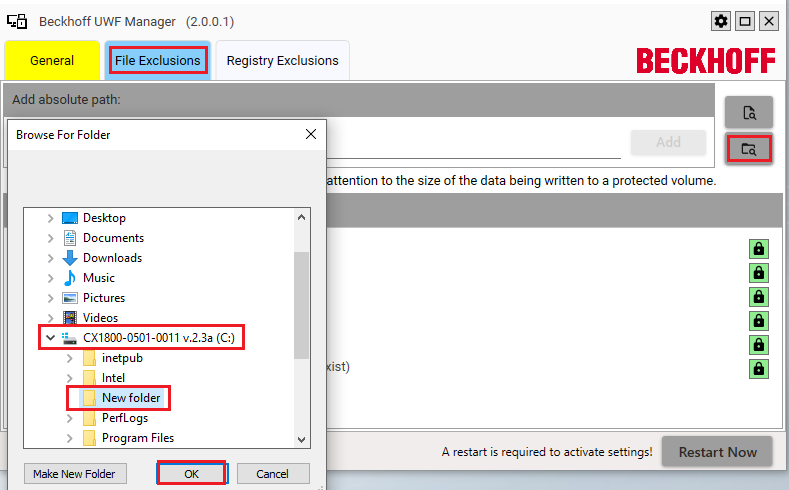 Beckhoff UWF Manager (2.0.0.1)
General
File Exclusions
Registry Exclusions
BECKHOFF
Add absolute path:
Browse For Folder
Add
attention to the size of the data being written to a protected volume.
Desktop
Documents
Downloads
Music
Pictures
Videos
CX1800-0501-0011 v.2.3a (C:)
inetpub
xist)
Intel
New folder
PerfLogs
Program Files
A restart is required to activate settings!
Restart Now
Make New Folder
OK
Cancel